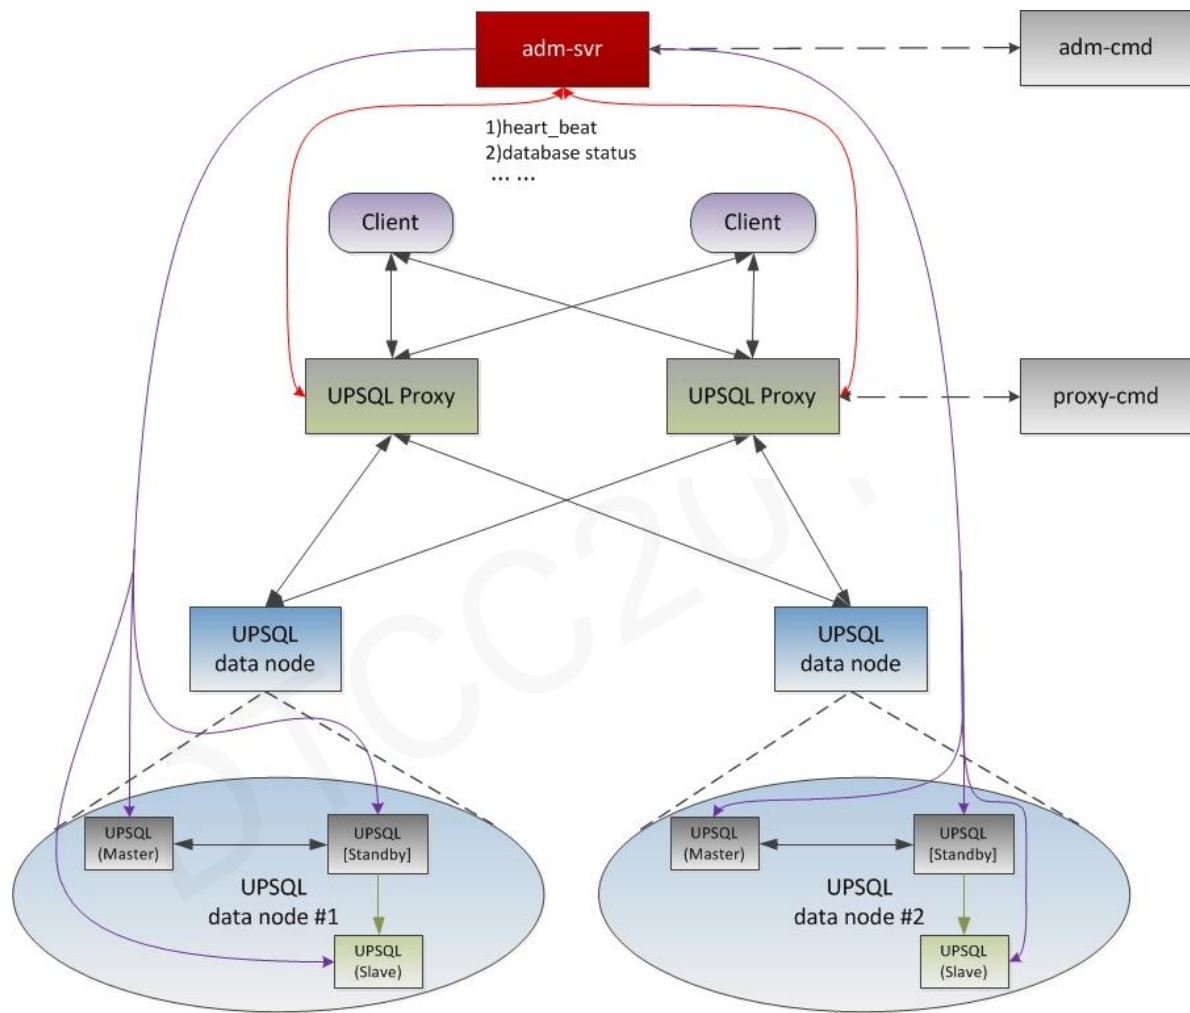 adm-svr
adm-cmd
1)heart_beat
2)database status
... ...
Client
Client
UPSQL Proxy
UPSQL Proxy
proxy-cmd
UPSQL
data node
UPSQL
data node
UPSQL
(Master)
UPSQL
[Standby]
UPSQL
data node #1
UPSQL
(Slave)
UPSQL
(Master)
UPSQL
[Standby]
UPSQL
data node #2
UPSQL
(Slave)